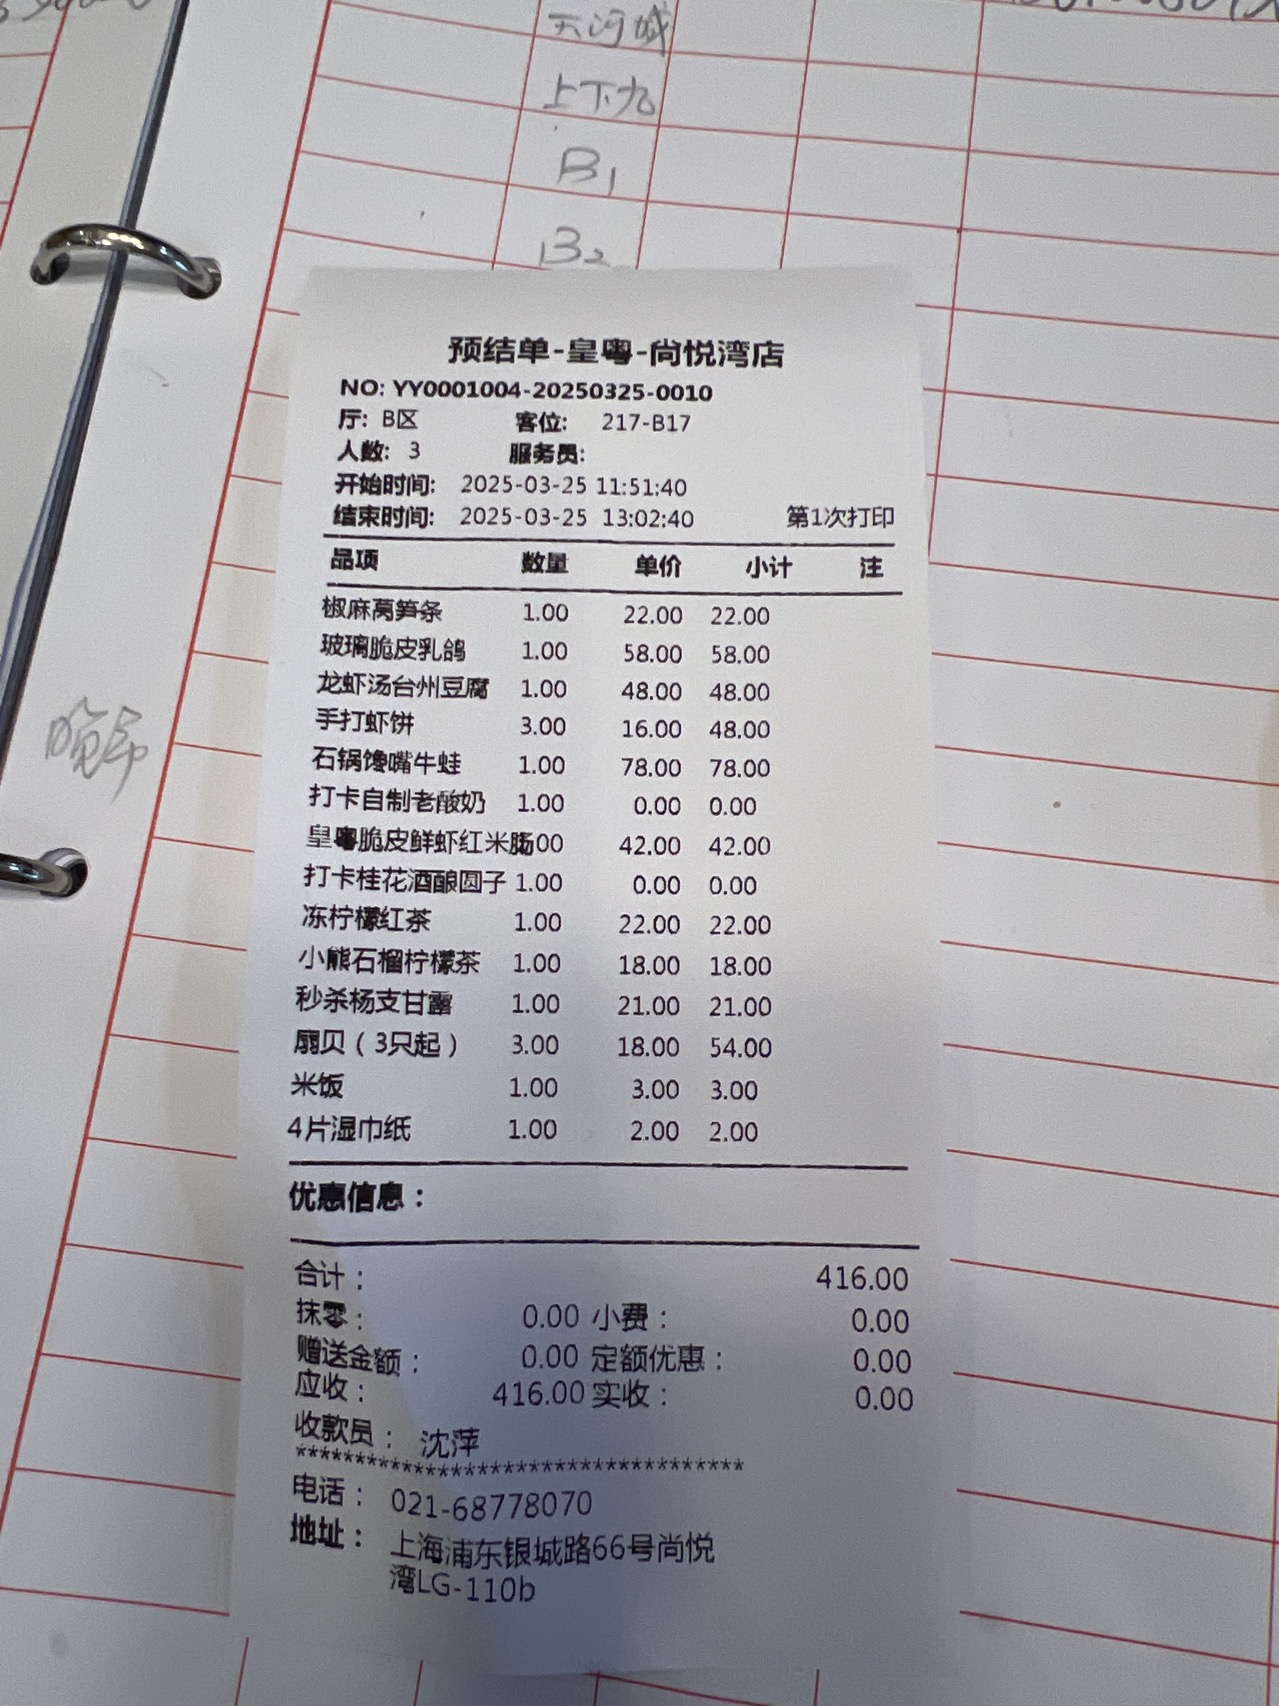 天河城
上下九
B1
B2
预结单-皇粤-尚悦湾店
NO: YY0001004-20250325-0010
厅: B区 客位: 217-B17
人数: 3 服务员:
开始时间: 2025-03-25 11:51:40
结束时间: 2025-03-25 13:02:40 第1次打印
品项 数量 单价 小计 注
椒麻莴笋条 1.00 22.00 22.00
玻璃脆皮乳鸽 1.00 58.00 58.00
龙虾汤台州豆腐 1.00 48.00 48.00
手打虾饼 3.00 16.00 48.00
石锅馋嘴牛蛙 1.00 78.00 78.00
打卡自制老酸奶 1.00 0.00 0.00
皇粤脆皮鲜虾红米肠00 42.00 42.00
打卡桂花酒酿圆子 1.00 0.00 0.00
冻柠檬红茶 1.00 22.00 22.00
小熊石榴柠檬茶 1.00 18.00 18.00
秒杀杨支甘露 1.00 21.00 21.00
扇贝（3只起） 3.00 18.00 54.00
米饭 1.00 3.00 3.00
4片湿巾纸 1.00 2.00 2.00
优惠信息：
合计： 416.00
抹零： 0.00 小费： 0.00
赠送金额： 0.00 定额优惠： 0.00
应收： 416.00 实收： 0.00
收款员： 沈萍
*************************************
电话： 021-68778070
地址： 上海浦东银城路66号尚悦
湾LG-110b